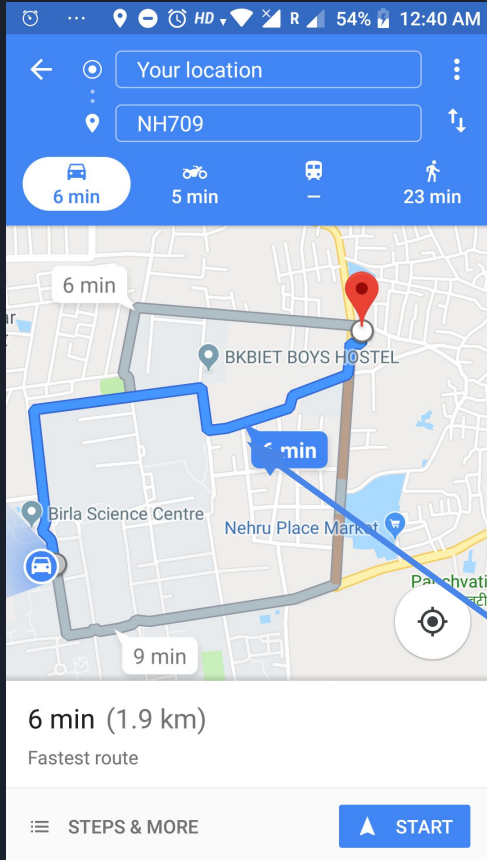 HD R 54% 12:40 AM
Your location
NH709
6 min 5 min – 23 min
6 min
BKBIET BOYS HOSTEL
min
Birla Science Centre
Nehru Place Market
9 min
6 min (1.9 km)
Fastest route
STEPS & MORE START